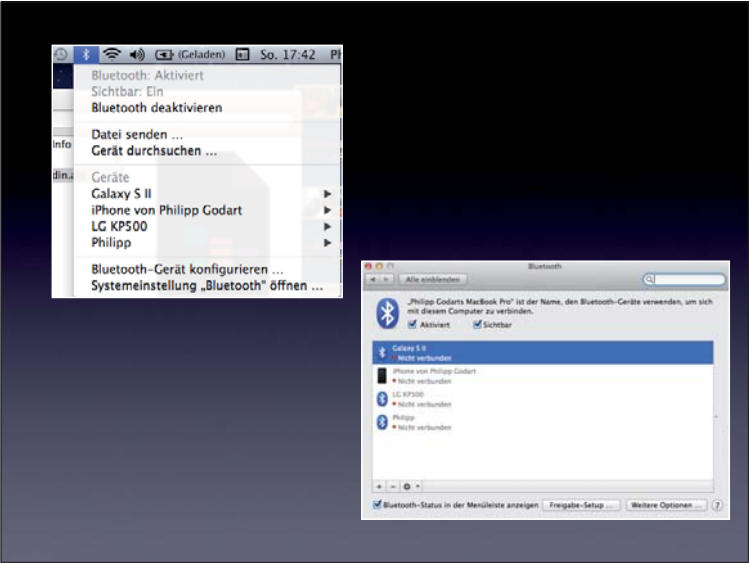 (Geladen) So. 17:42
Bluetooth: Aktiviert
Sichtbar: Ein
Bluetooth deaktivieren
Info
Datei senden ...
Gerät durchsuchen ...
Geräte
Galaxy S II
iPhone von Philipp Godart
LG KP500
Philipp
Bluetooth-Gerät konfigurieren ...
Systemeinstellung „Bluetooth" öffnen ...
Bluetooth
Alle einblenden
„Philipp Godarts MacBook Pro" ist der Name, den Bluetooth-Geräte verwenden, um sich
mit diesem Computer zu verbinden.
Aktiviert Sichtbar
Galaxy S II
Nicht verbunden
iPhone von Philipp Godart
Nicht verbunden
LG KP500
Nicht verbunden
Philipp
Nicht verbunden
Bluetooth-Status in der Menüleiste anzeigen Freigabe-Setup ... Weitere Optionen ... ?